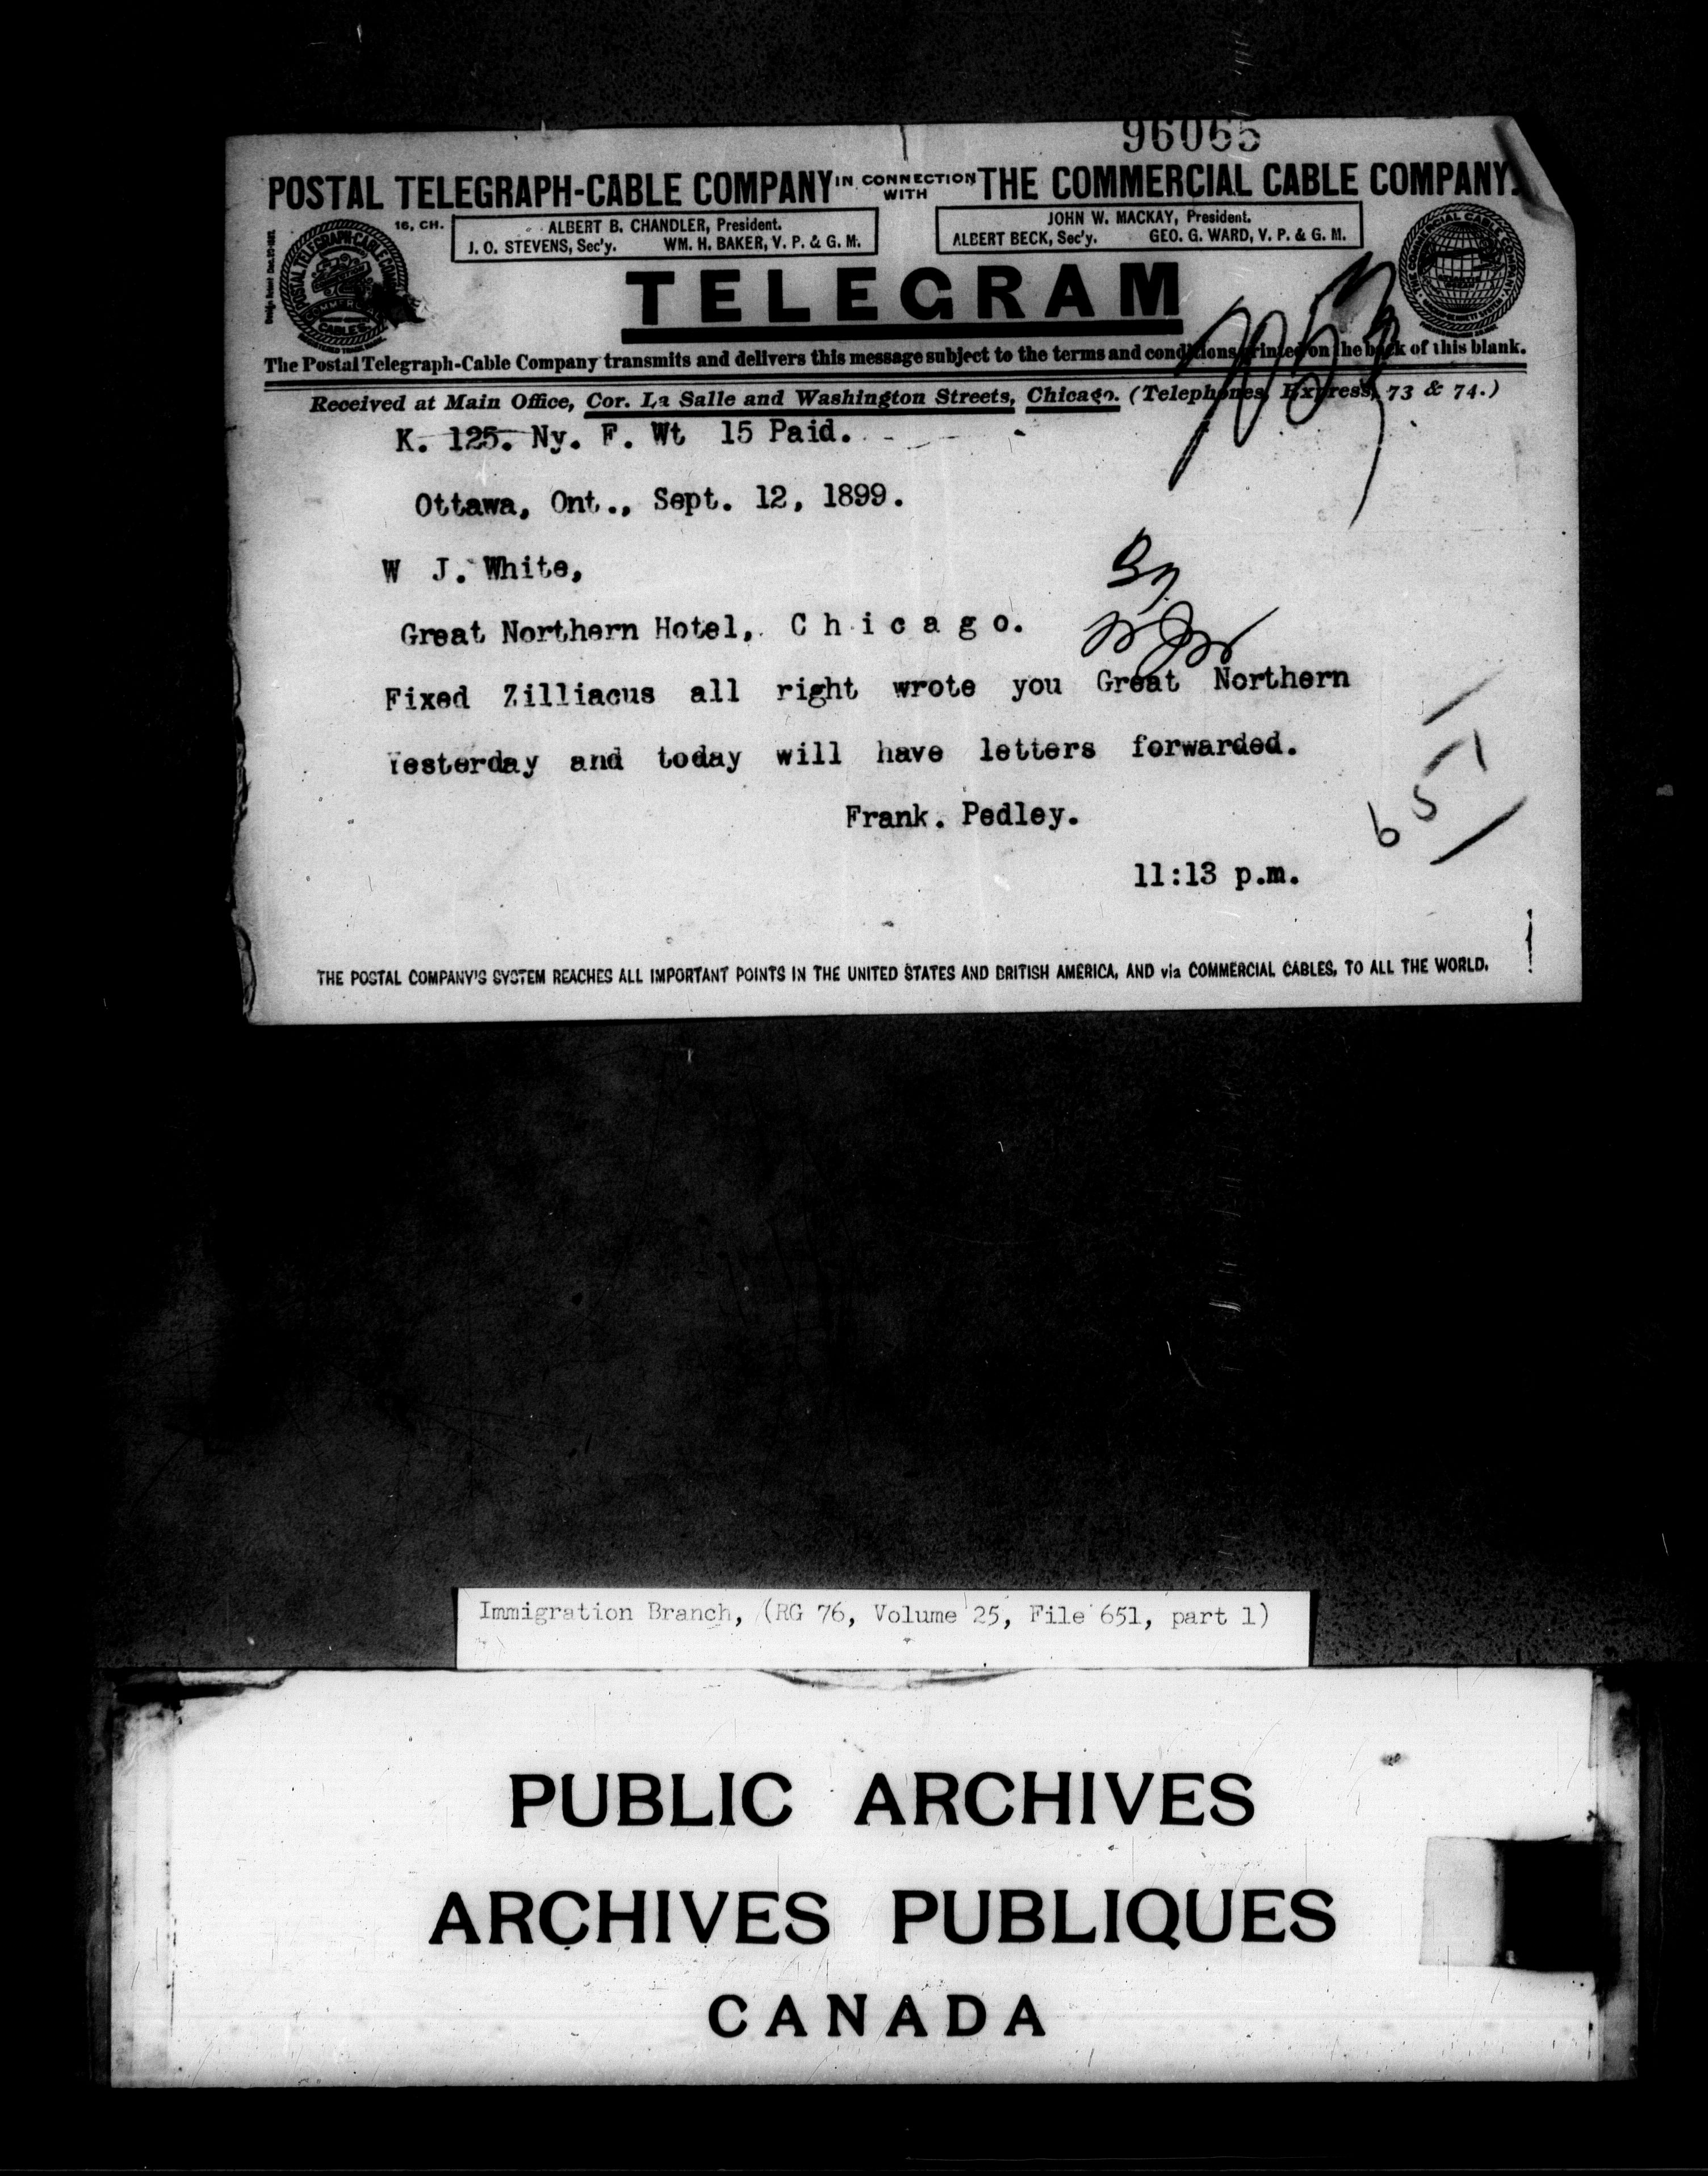 96065
POSTAL TELEGRAPH-CABLE COMPANY IN CONNECTION WITH THE COMMERCIAL CABLE COMPANY.
16, CH.
ALBERT B. CHANDLER, President.
J. O. STEVENS, Sec'y. WM. H. BAKER, V. P. & G. M.
JOHN W. MACKAY, President.
ALBERT BECK, Sec'y. GEO. G. WARD, V. P. & G. M.
TELEGRAM
The Postal Telegraph-Cable Company transmits and delivers this message subject to the terms and conditions printed on the back of this blank.
Received at Main Office, Cor. La Salle and Washington Streets, Chicago. (Telephones, Express, 73 & 74.)
K. 125. Ny. F. Wt 15 Paid.
Ottawa, Ont., Sept. 12, 1899.
W J. White,
Great Northern Hotel, Chicago.
Fixed Zilliacus all right wrote you Great Northern
Yesterday and today will have letters forwarded.
Frank. Pedley.
651
11:13 p.m.
THE POSTAL COMPANY'S SYSTEM REACHES ALL IMPORTANT POINTS IN THE UNITED STATES AND BRITISH AMERICA, AND via COMMERCIAL CABLES, TO ALL THE WORLD.
Immigration Branch, (RG 76, Volume 25, File 651, part 1)
PUBLIC ARCHIVES
ARCHIVES PUBLIQUES
CANADA